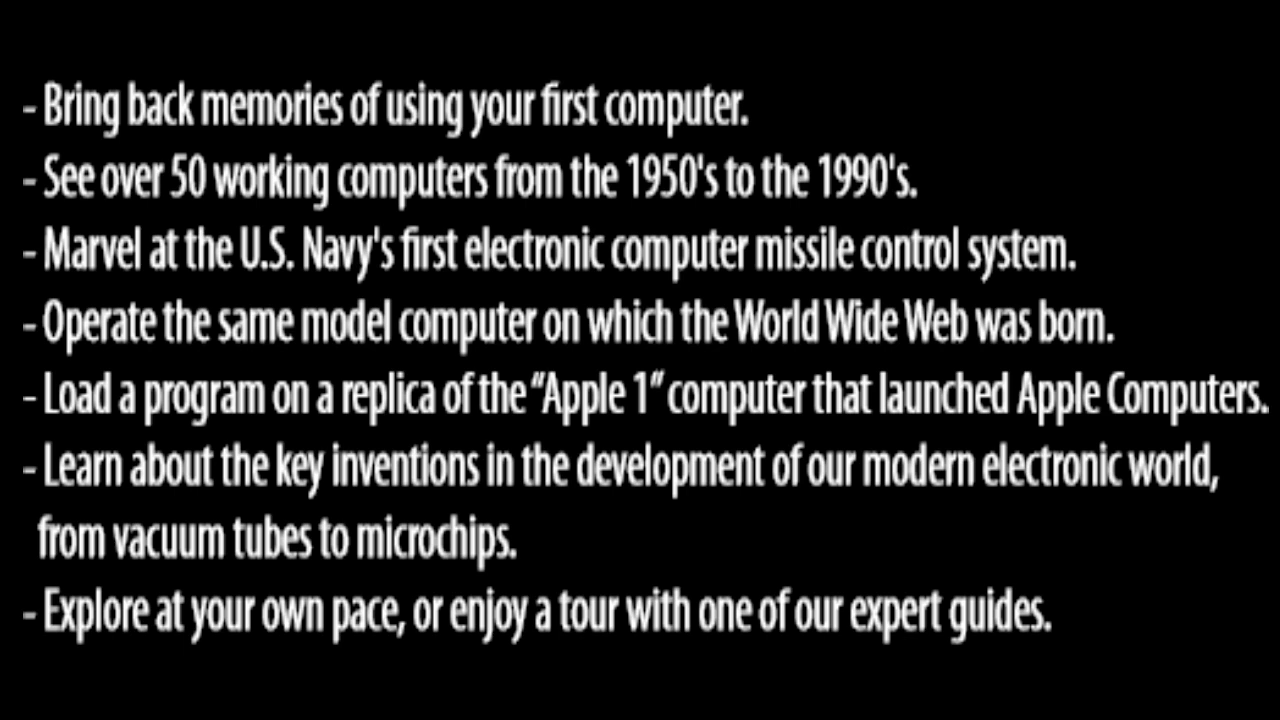 - Bring back memories of using your first computer.
- See over 50 working computers from the 1950's to the 1990's.
- Marvel at the U.S. Navy's first electronic computer missile control system.
- Operate the same model computer on which the World Wide Web was born.
- Load a program on a replica of the “Apple 1” computer that launched Apple Computers.
- Learn about the key inventions in the development of our modern electronic world,
from vacuum tubes to microchips.
- Explore at your own pace, or enjoy a tour with one of our expert guides.